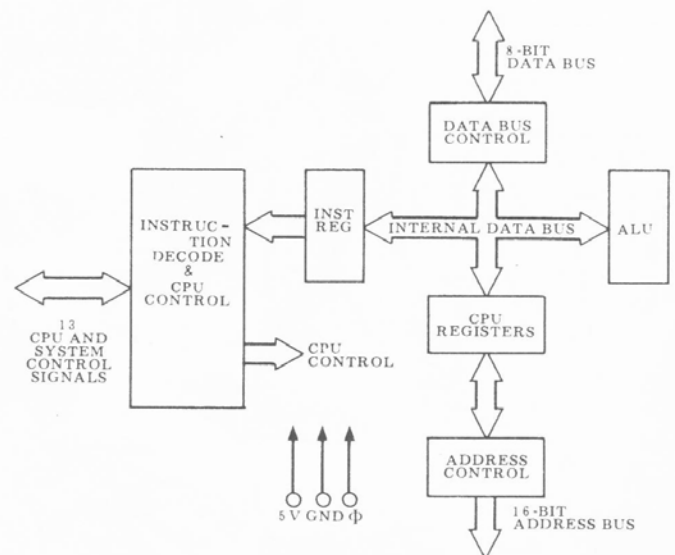 8-BIT
DATA BUS
DATA BUS
CONTROL
INSTRUC-
TION
DECODE
&
CPU
CONTROL
INST
REG
INTERNAL DATA BUS
ALU
13
CPU AND
SYSTEM
CONTROL
SIGNALS
CPU
REGISTERS
CPU
CONTROL
ADDRESS
CONTROL
5V GND Φ
16-BIT
ADDRESS BUS